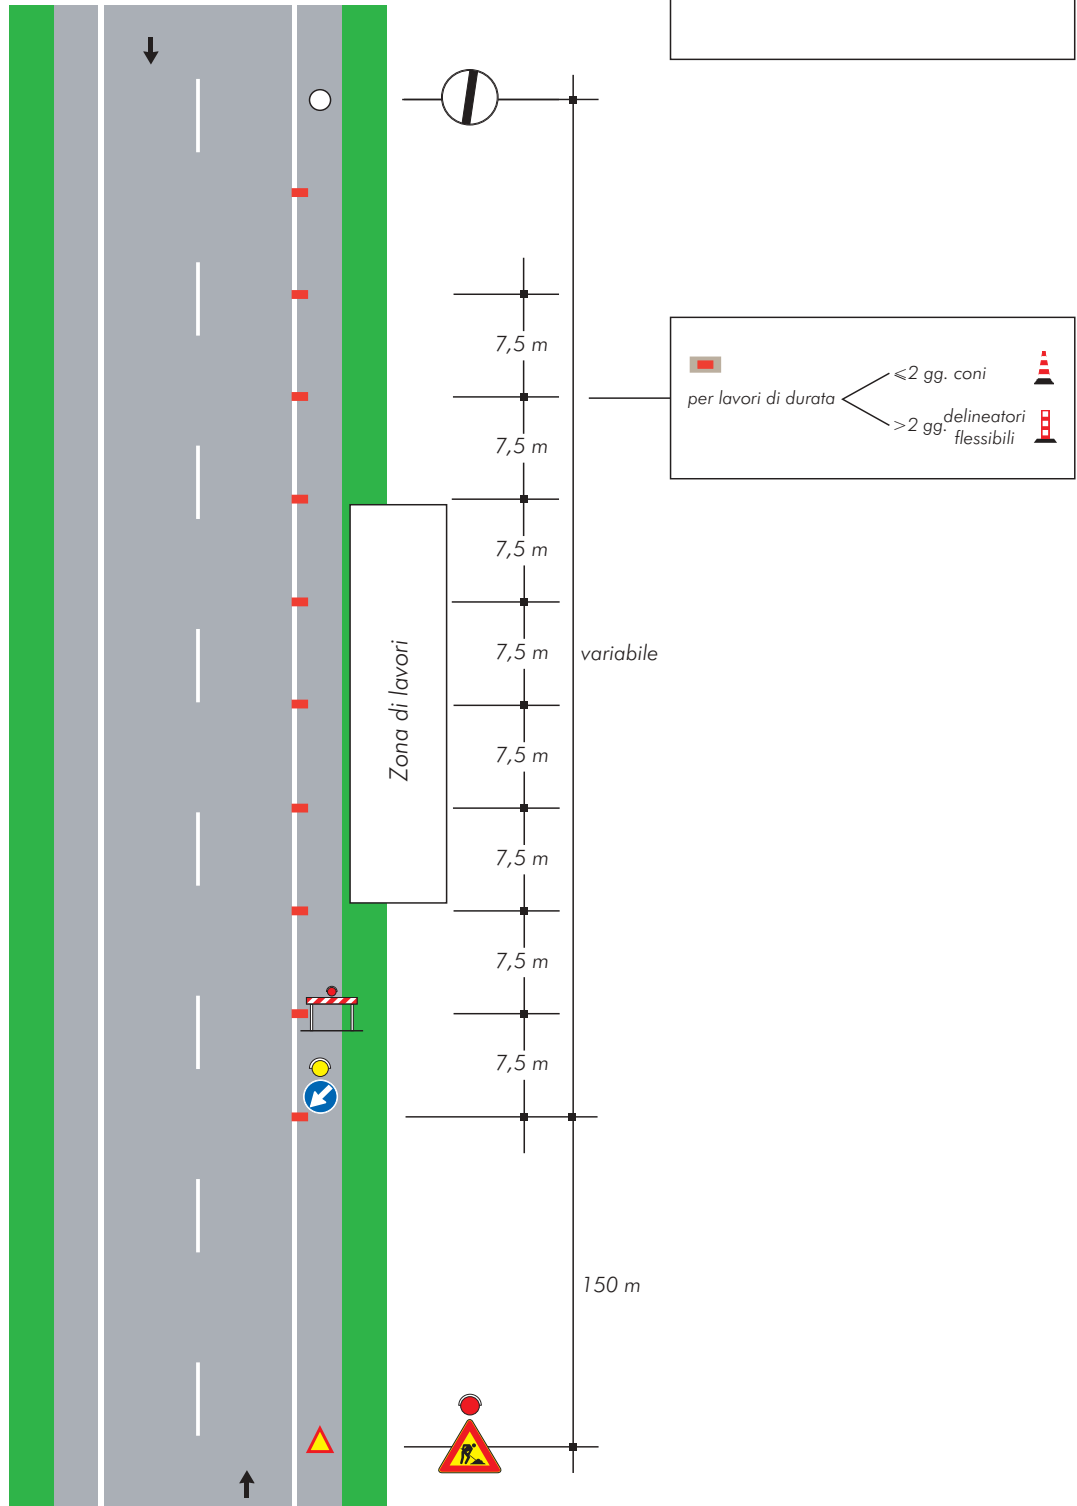 7,5 m
⩽2 gg. coni
per lavori di durata
>2 gg. delineatori
flessibili
7,5 m
7,5 m
7,5 m
variabile
Zona di lavori
7,5 m
7,5 m
7,5 m
7,5 m
150 m